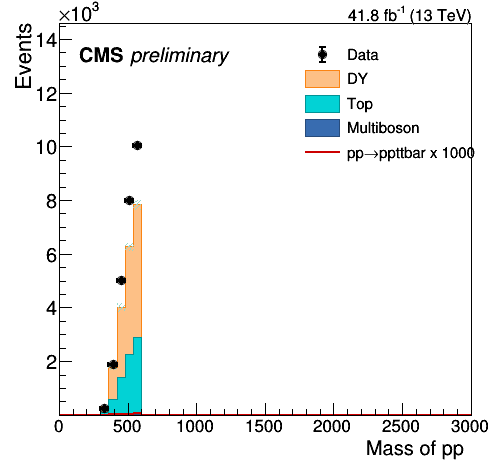 ×10³
41.8 fb⁻¹ (13 TeV)
Events
CMS preliminary
Data
DY
Top
Multiboson
pp→ppttbar x 1000
14
12
10
8
6
4
2
0 500 1000 1500 2000 2500 3000
Mass of pp